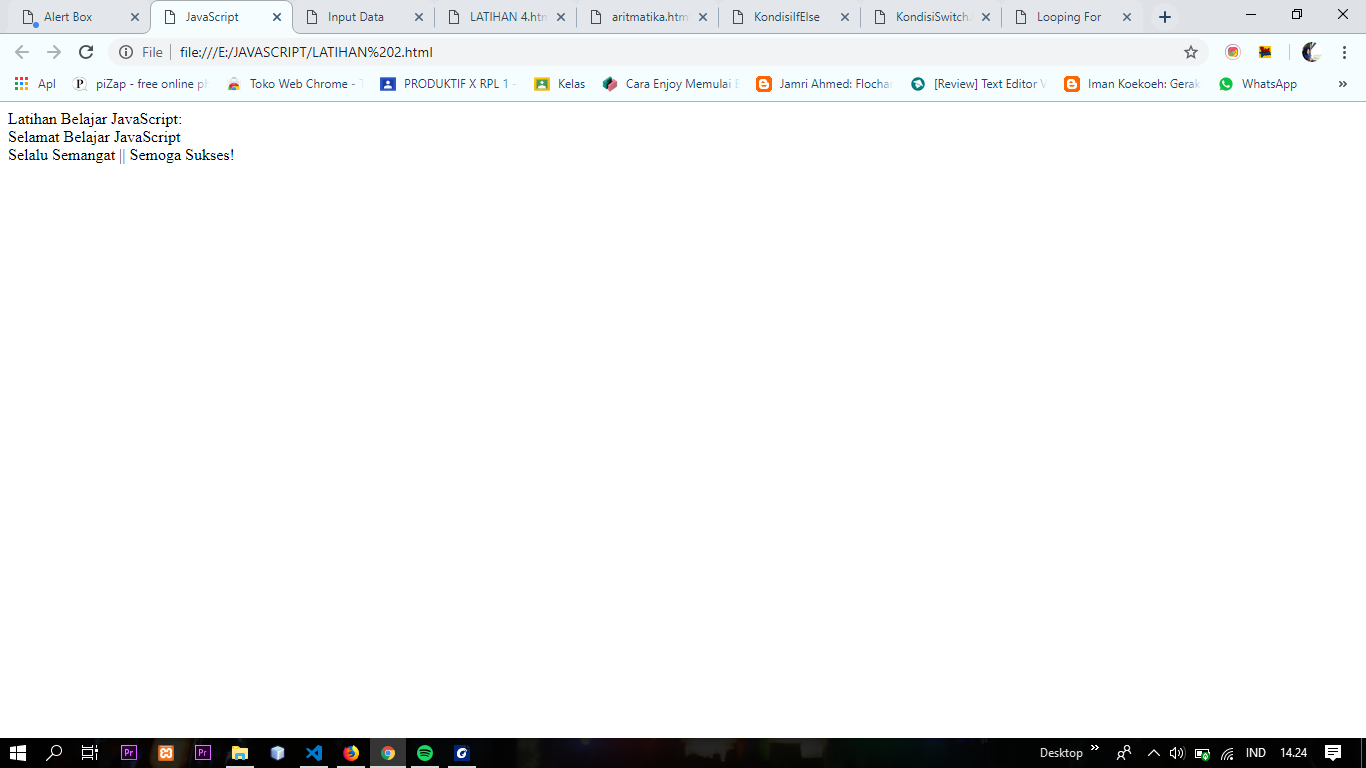 Alert Box
JavaScript
Input Data
LATIHAN 4.htm
aritmatika.htm
KondisiIfElse
KondisiSwitch
Looping For
File
file:///E:/JAVASCRIPT/LATIHAN%202.html
Apl
piZap - free online ph
Toko Web Chrome - T
PRODUKTIF X RPL 1 -
Kelas
Cara Enjoy Memulai B
Jamri Ahmed: Flochar
[Review] Text Editor V
Iman Koekoeh: Gerak
WhatsApp
»
Latihan Belajar JavaScript:
Selamat Belajar JavaScript
Selalu Semangat || Semoga Sukses!
Pr
Pr
Desktop
»
IND
14.24